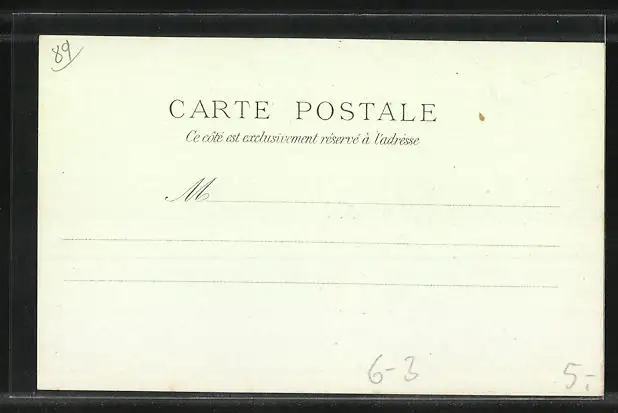 89
CARTE POSTALE
Ce côté est exclusivement réservé à l'adresse
M
6-3
5.-